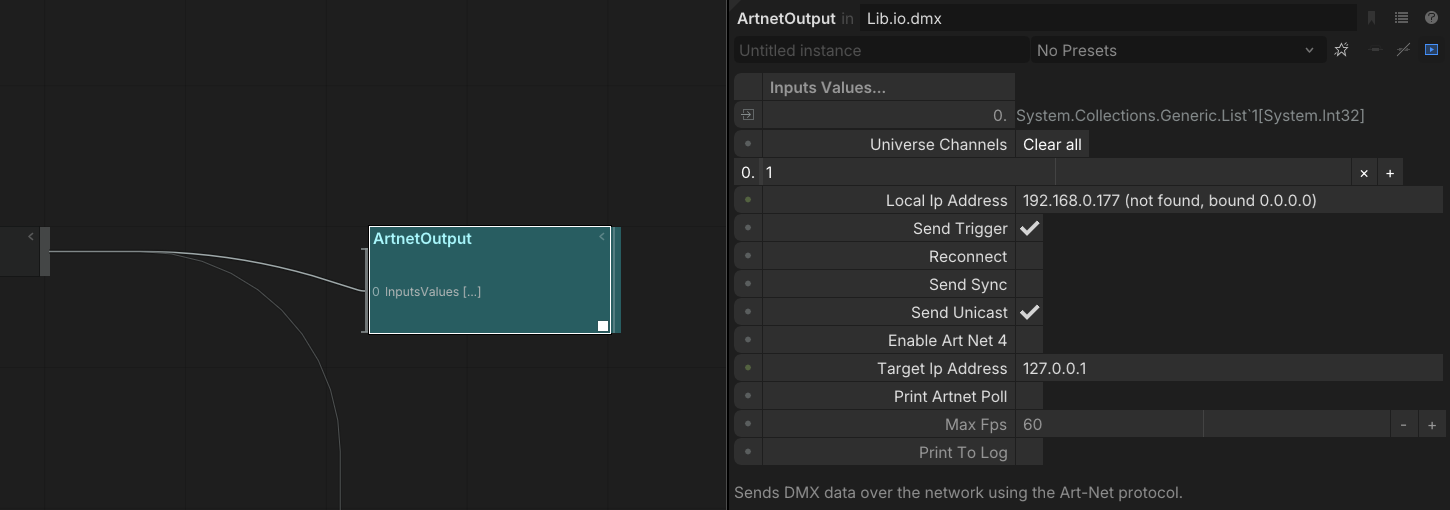 ArtnetOutput in Lib.io.dmx
Untitled instance No Presets
Inputs Values...
0. System.Collections.Generic.List`1[System.Int32]
Universe Channels Clear all
0. 1 × +
Local Ip Address 192.168.0.177 (not found, bound 0.0.0.0)
Send Trigger
Reconnect
Send Sync
Send Unicast
Enable Art Net 4
Target Ip Address 127.0.0.1
Print Artnet Poll
Max Fps 60 - +
Print To Log
Sends DMX data over the network using the Art-Net protocol.
<
ArtnetOutput <
0 InputsValues [...]